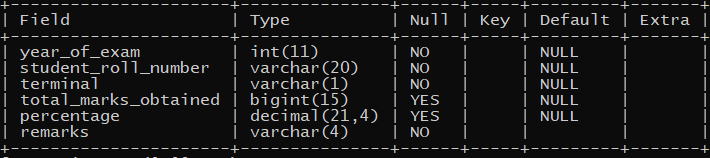 Field Type Null Key Default Extra
year_of_exam int(11) NO NULL
student_roll_number varchar(20) NO NULL
terminal varchar(1) NO NULL
total_marks_obtained bigint(15) YES NULL
percentage decimal(21,4) YES NULL
remarks varchar(4) NO